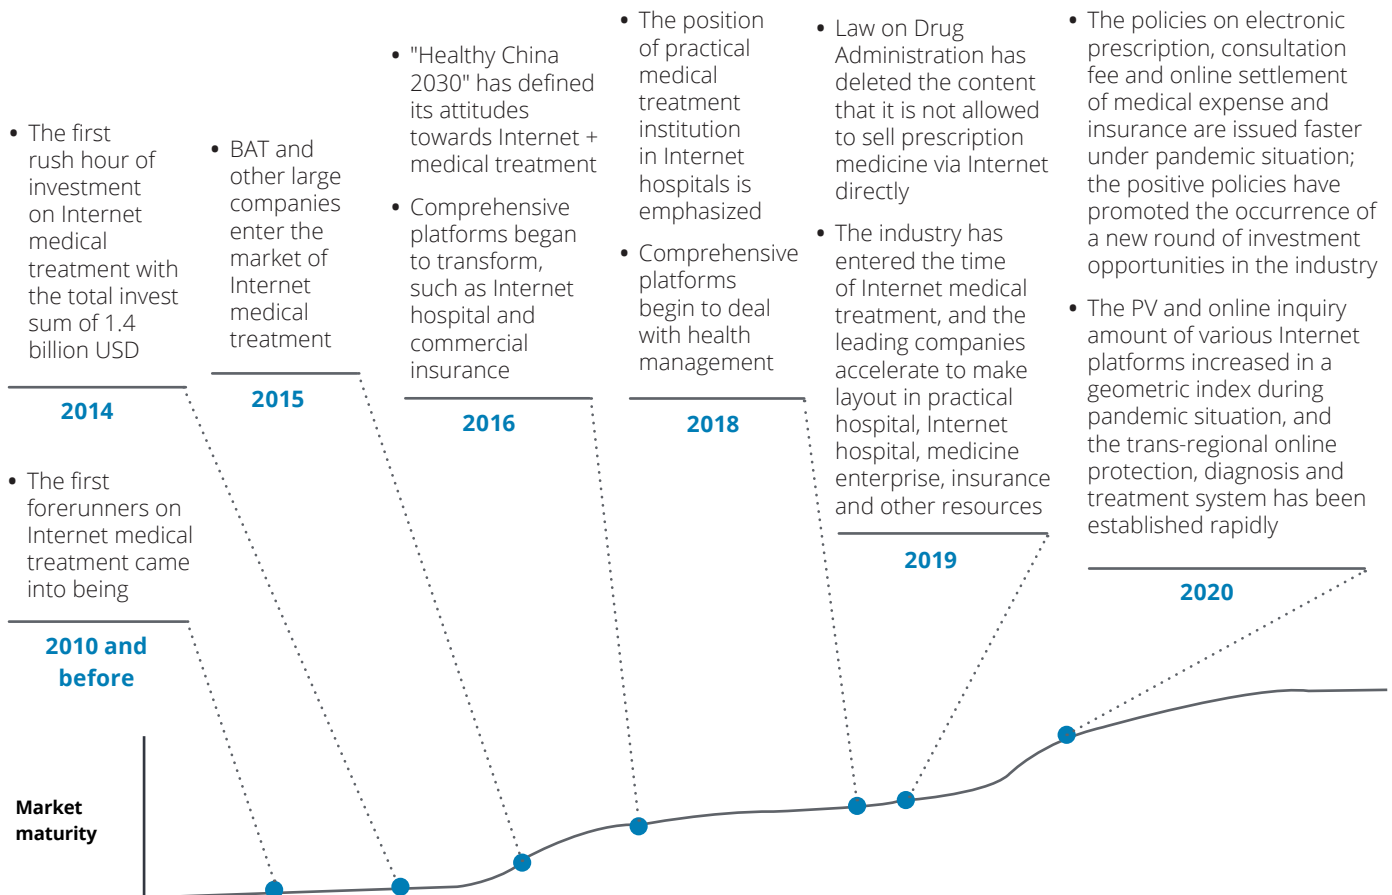 • The first
rush hour of
investment
on Internet
medical
treatment with
the total invest
sum of 1.4
billion USD
2014
• The first
forerunners on
Internet medical
treatment came
into being
2010 and
before
• BAT and
other large
companies
enter the
market of
Internet
medical
treatment
2015
• "Healthy China
2030" has defined
its attitudes
towards Internet +
medical treatment
• Comprehensive
platforms began
to transform,
such as Internet
hospital and
commercial
insurance
2016
• The position
of practical
medical
treatment
institution
in Internet
hospitals is
emphasized
• Comprehensive
platforms
begin to deal
with health
management
2018
• Law on Drug
Administration has
deleted the content
that it is not allowed
to sell prescription
medicine via Internet
directly
• The industry has
entered the time
of Internet medical
treatment, and the
leading companies
accelerate to make
layout in practical
hospital, Internet
hospital, medicine
enterprise, insurance
and other resources
2019
• The policies on electronic
prescription, consultation
fee and online settlement
of medical expense and
insurance are issued faster
under pandemic situation;
the positive policies have
promoted the occurrence of
a new round of investment
opportunities in the industry
• The PV and online inquiry
amount of various Internet
platforms increased in a
geometric index during
pandemic situation, and
the trans-regional online
protection, diagnosis and
treatment system has been
established rapidly
2020
Market
maturity